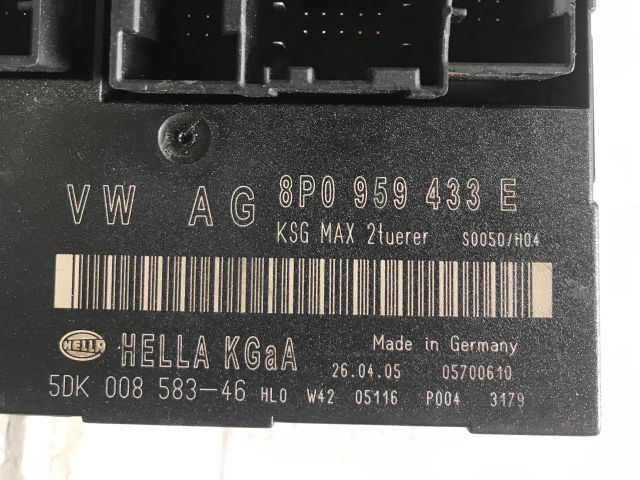 VW AG 8P0 959 433 E
KSG MAX 2tuerer S0050/H04
HELLA HELLA KGaA Made in Germany
26.04.05 05700610
5DK 008 583-46 HL0 W42 05116 P004 3179